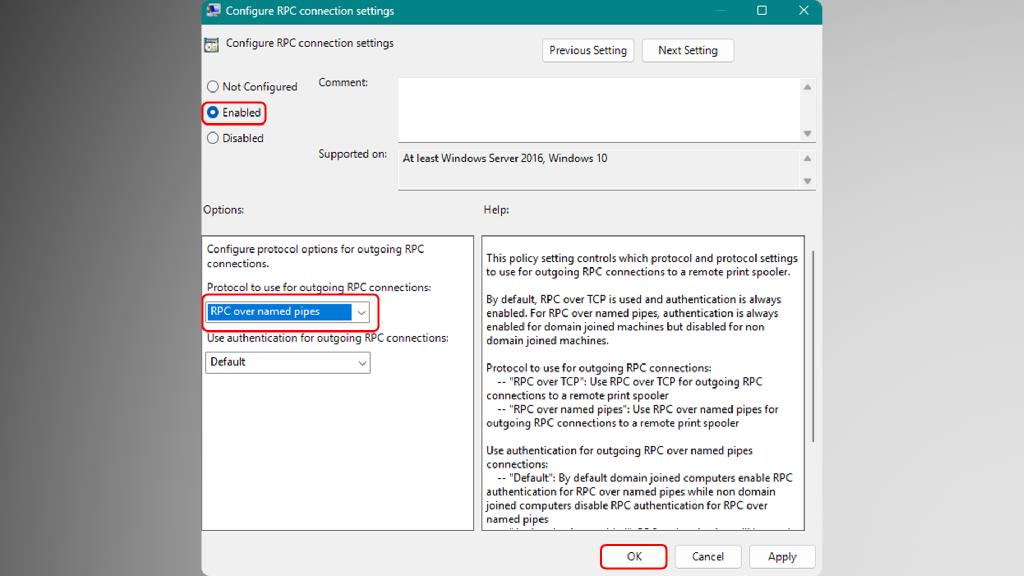 Configure RPC connection settings
Configure RPC connection settings
Previous Setting
Next Setting
Not Configured
Enabled
Disabled
Comment:
Supported on:
At least Windows Server 2016, Windows 10
Options:
Help:
Configure protocol options for outgoing RPC
connections.
Protocol to use for outgoing RPC connections:
RPC over named pipes
Use authentication for outgoing RPC connections:
Default
This policy setting controls which protocol and protocol settings
to use for outgoing RPC connections to a remote print spooler.
By default, RPC over TCP is used and authentication is always
enabled. For RPC over named pipes, authentication is always
enabled for domain joined machines but disabled for non
domain joined machines.
Protocol to use for outgoing RPC connections:
-- "RPC over TCP": Use RPC over TCP for outgoing RPC
connections to a remote print spooler
-- "RPC over named pipes": Use RPC over named pipes for
outgoing RPC connections to a remote print spooler
Use authentication for outgoing RPC over named pipes
connections:
-- "Default": By default domain joined computers enable RPC
authentication for RPC over named pipes while non domain
joined computers disable RPC authentication for RPC over
named pipes
OK
Cancel
Apply